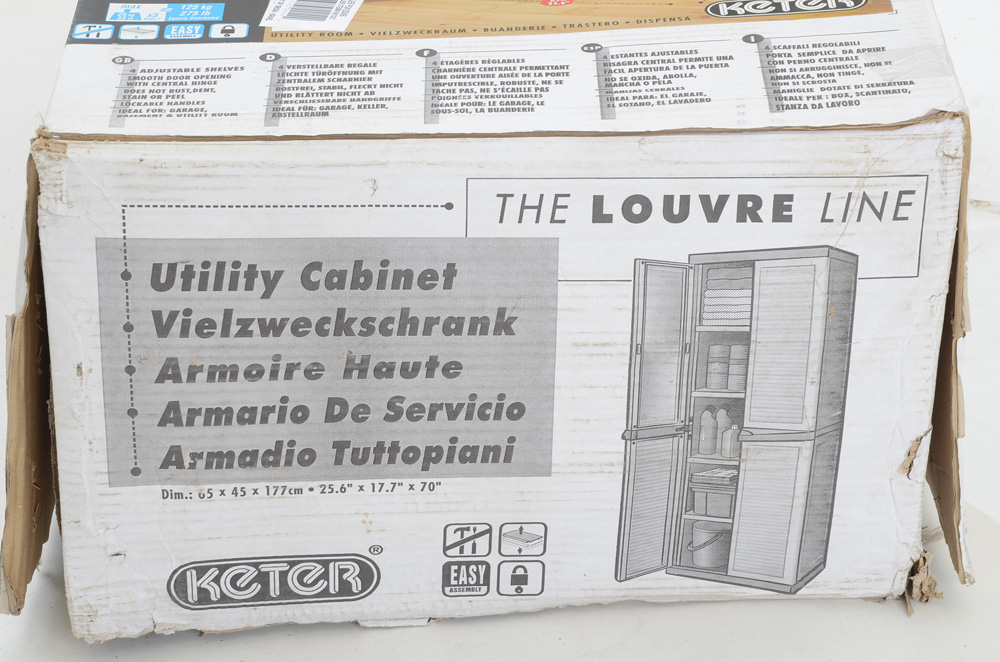 max
125 kg
275 lb
Equally Distributed
EASY
ASSEMBLY
UTILITY ROOM • VIELZWECKRAUM • BUANDERIE • TRASTERO • DISPENSA
KETER
GB
4 ADJUSTABLE SHELVES
SMOOTH DOOR OPENING
WITH CENTRAL HINGE
DOES NOT RUST, DENT,
STAIN OR PEEL
LOCKABLE HANDLES
IDEAL FOR: GARAGE,
BASEMENT & UTILITY ROOM
D
4 VERSTELLBARE REGALE
LEICHTE TÜRÖFFNUNG MIT
ZENTRALEM SCHARNIER
ROSTFREI, STABIL, FLECKT NICHT
UND BLÄTTERT NICHT AB
VERSCHLIESSBARE HANDGRIFFE
IDEAL FÜR: GARAGE, KELLER,
ABSTELLRAUM
F
4 ÉTAGÈRES RÉGLABLES
CHARNIÈRE CENTRALE PERMETTANT
UNE OUVERTURE AISÉE DE LA PORTE
IMPUTRESCIBLE, ROBUSTE, NE SE
TACHE PAS, NE S'ÉCAILLE PAS
POIGNÉES VERROUILLABLES
IDÉALE POUR: LE GARAGE, LE
SOUS-SOL, LA BUANDERIE
ESP
4 ESTANTES AJUSTABLES
BISAGRA CENTRAL PERMITE UNA
FÁCIL APERTURA DE LA PUERTA
NO SE OXIDA, ABOLLA,
MANCHA O PELA
MANIJAS CERRABLES
IDEAL PARA: EL GARAJE,
EL SOTANO, EL LAVADERO
I
4 SCAFFALI REGOLABILI
PORTA SEMPLICE DA APRIRE
CON PERNO CENTRALE
NON SI ARRUGGINISCE, NON SI
AMMACCA, NON TINGE,
NON SI SCROSTA
MANIGLIE DOTATE DI SERRATURA
IDEALE PER: BOX, SCANTINATO,
STANZA DA LAVORO
THE LOUVRE LINE
Utility Cabinet
Vielzweckschrank
Armoire Haute
Armario De Servicio
Armadio Tuttopiani
Dim.: 65 x 45 x 177cm • 25.6" x 17.7" x 70"
KETER®
EASY
ASSEMBLY